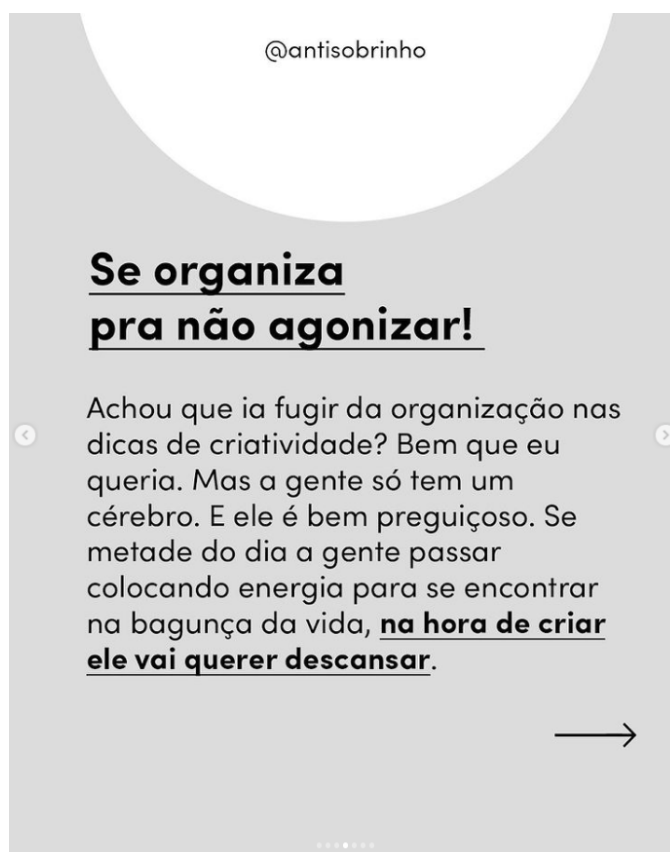 @antisobrinho
Se organiza
pra não agonizar!
Achou que ia fugir da organização nas
dicas de criatividade? Bem que eu
queria. Mas a gente só tem um
cérebro. E ele é bem preguiçoso. Se
metade do dia a gente passar
colocando energia para se encontrar
na bagunça da vida, na hora de criar
ele vai querer descansar.